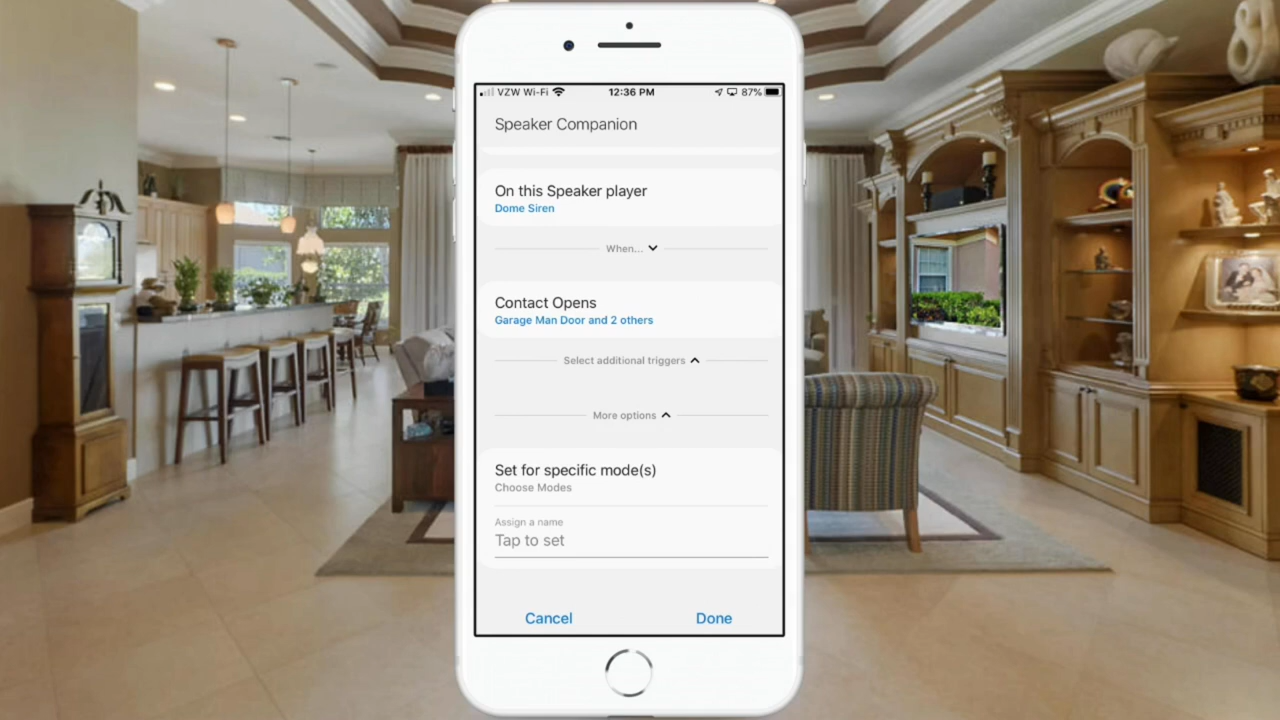 VZW Wi-Fi 12:36 PM 87%
Speaker Companion
On this Speaker player
Dome Siren
When...
Contact Opens
Garage Man Door and 2 others
Select additional triggers
More options
Set for specific mode(s)
Choose Modes
Assign a name
Tap to set
Cancel Done